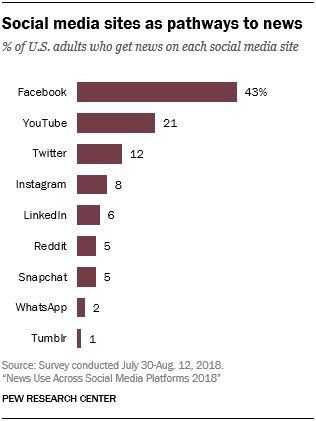 Social media sites as pathways to news
% of U.S. adults who get news on each social media site
Facebook 43%
YouTube 21
Twitter 12
Instagram 8
LinkedIn 6
Reddit 5
Snapchat 5
WhatsApp 2
Tumblr 1
Source: Survey conducted July 30-Aug. 12, 2018.
“News Use Across Social Media Platforms 2018”
PEW RESEARCH CENTER